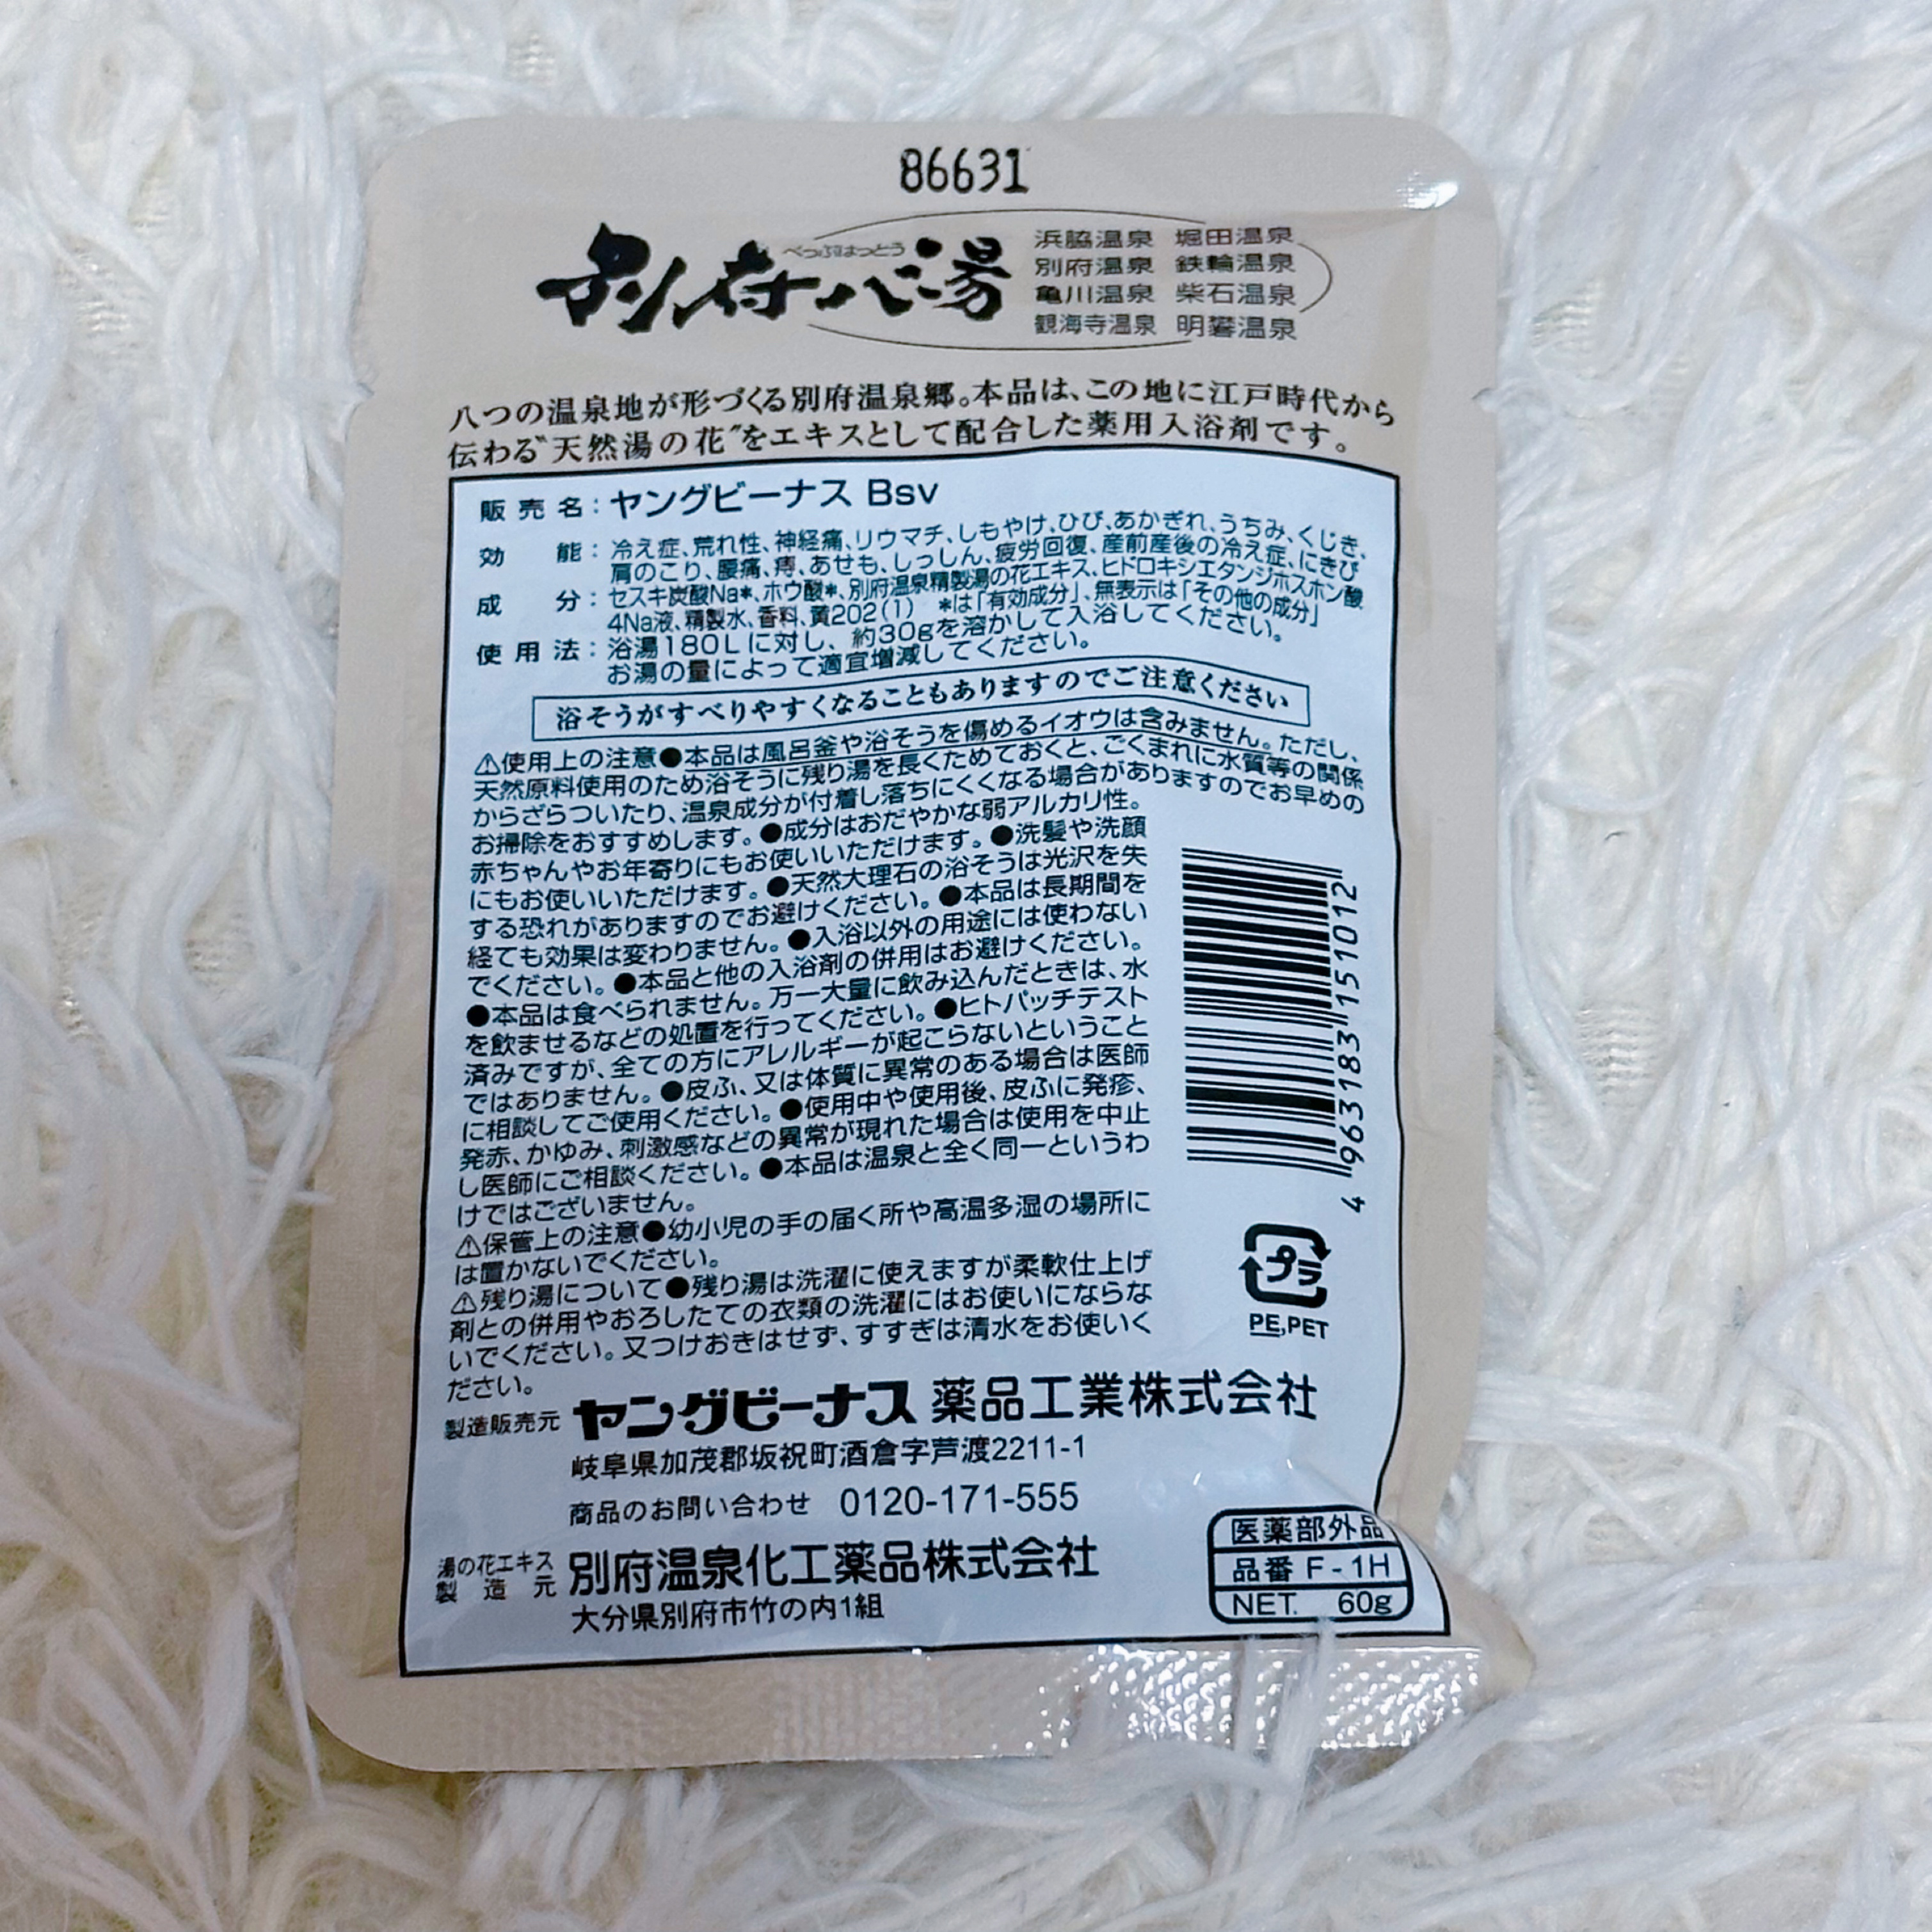 86631
べっぷはっとう
別府八湯
浜脇温泉 堀田温泉
別府温泉 鉄輪温泉
亀川温泉 柴石温泉
観海寺温泉 明礬温泉
八つの温泉地が形づくる別府温泉郷。本品は、この地に江戸時代から
伝わる"天然湯の花"をエキスとして配合した薬用入浴剤です。
販売名：ヤングビーナス Bsv
効能：冷え症、荒れ性、神経痛、リウマチ、しもやけ、ひび、あかぎれ、うちみ、くじき、
肩のこり、腰痛、痔、あせも、しっしん、疲労回復、産前産後の冷え症、にきび
成分：セスキ炭酸Na*、ホウ酸*、別府温泉精製湯の花エキス、ヒドロキシエタンジホスホン酸
4Na液、精製水、香料、黄202(1) *は「有効成分」、無表示は「その他の成分」
使用法：浴湯180Lに対し、約30gを溶かして入浴してください。
お湯の量によって適宜増減してください。
浴そうがすべりやすくなることもありますのでご注意ください
⚠使用上の注意●本品は風呂釜や浴そうを傷めるイオウは含みません。ただし、
天然原料使用のため浴そうに残り湯を長くためておくと、ごくまれに水質等の関係
からざらついたり、温泉成分が付着し落ちにくくなる場合がありますのでお早めの
お掃除をおすすめします。●成分はおだやかな弱アルカリ性。
赤ちゃんやお年寄りにもお使いいただけます。●洗髪や洗顔
にもお使いいただけます。●天然大理石の浴そうは光沢を失
する恐れがありますのでお避けください。●本品は長期間を
経ても効果は変わりません。●入浴以外の用途には使わない
でください。●本品と他の入浴剤の併用はお避けください。
●本品は食べられません。万一大量に飲み込んだときは、水
を飲ませるなどの処置を行ってください。●ヒトパッチテスト
済みですが、全ての方にアレルギーが起こらないということ
ではありません。●皮ふ、又は体質に異常のある場合は医師
に相談してご使用ください。●使用中や使用後、皮ふに発疹、
発赤、かゆみ、刺激感などの異常が現れた場合は使用を中止
し医師にご相談ください。●本品は温泉と全く同一というわ
けではございません。
⚠保管上の注意●幼小児の手の届く所や高温多湿の場所に
は置かないでください。
⚠残り湯について●残り湯は洗濯に使えますが柔軟仕上げ
剤との併用やおろしたての衣類の洗濯にはお使いにならな
いでください。又つけおきはせず、すすぎは清水をお使いく
ださい。
4 963183 151012
プラ
PE,PET
製造販売元 ヤングビーナス薬品工業株式会社
岐阜県加茂郡坂祝町酒倉字芦渡2211-1
商品のお問い合わせ 0120-171-555
湯の花エキス
製造元 別府温泉化工薬品株式会社
大分県別府市竹の内1組
医薬部外品
品番 F-1H
NET. 60g